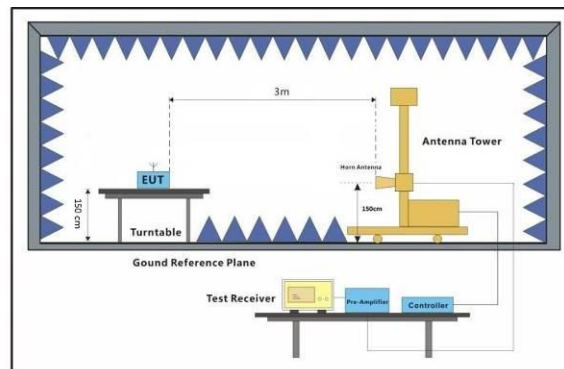 3m
Antenna Tower
Horn Antenna
EUT
150 cm
150cm
Turntable
Gound Reference Plane
Test Receiver
Pre-Amplifier
Controller